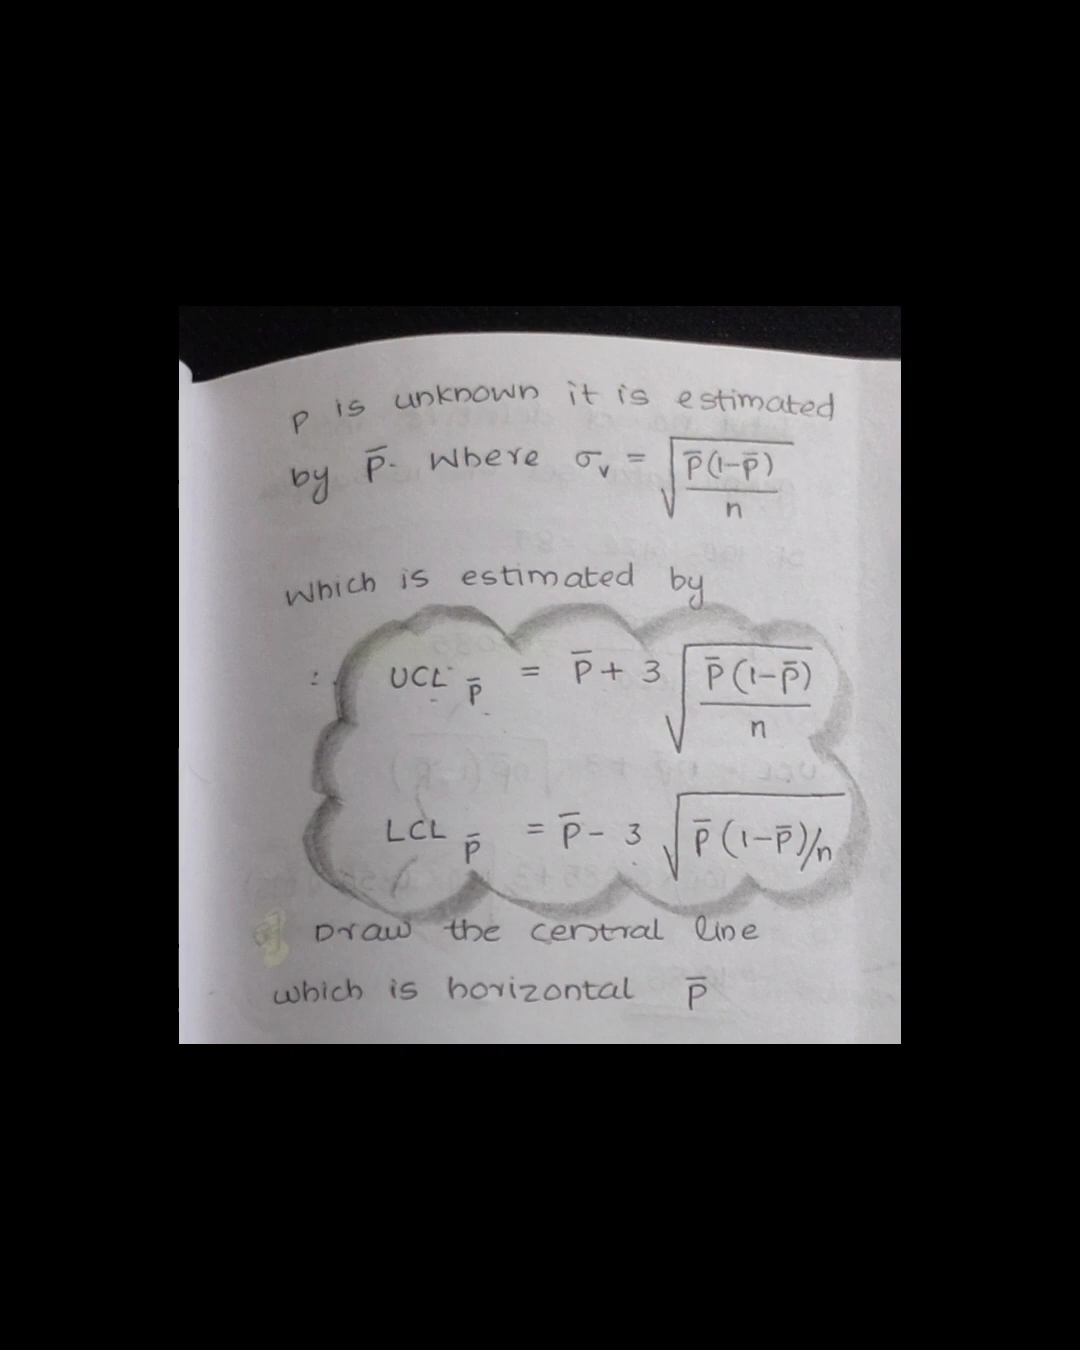 P is unknown it is estimated
by p̄. Where σᵥ = √(p̄(1-p̄)/n)
Which is estimated by
∴ UCL p̄ = p̄ + 3 √(p̄(1-p̄)/n)
LCL p̄ = p̄ - 3 √(p̄(1-p̄)/n)
Draw the central line
which is horizontal p̄